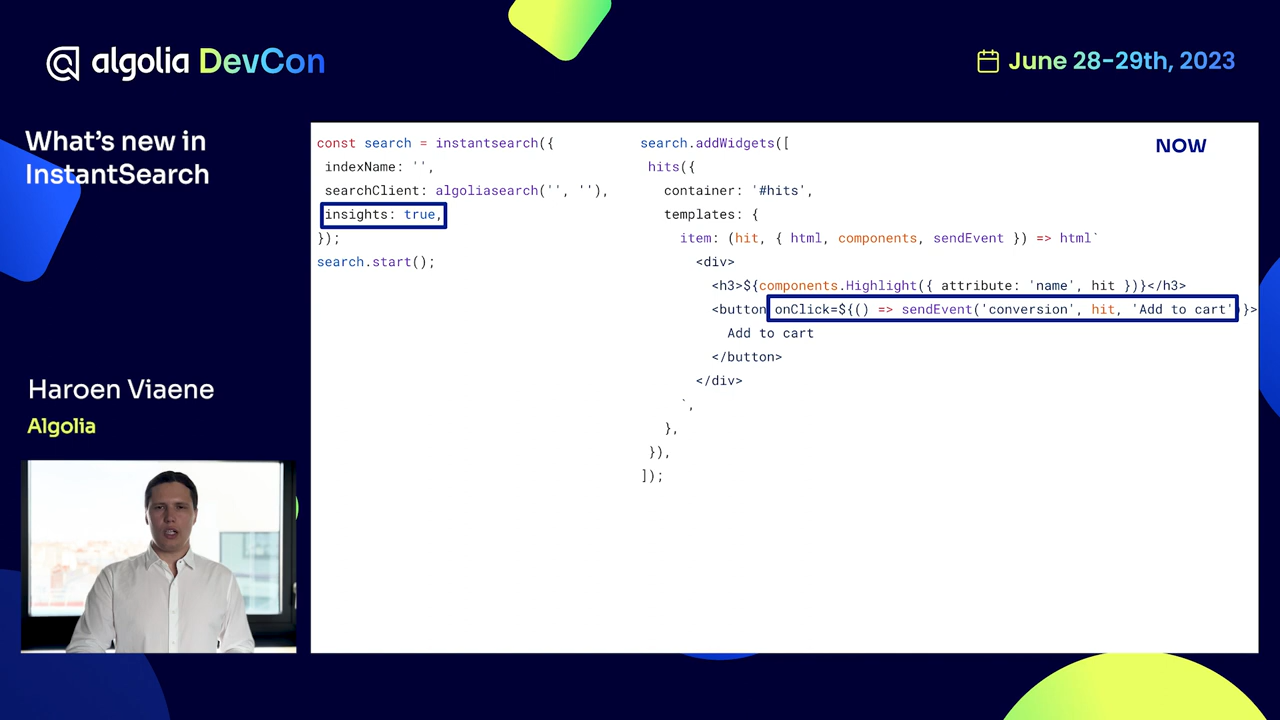 algolia DevCon
June 28-29th, 2023
What's new in
InstantSearch
Haroen Viaene
Algolia
const search = instantsearch({
indexName: '',
searchClient: algoliasearch('', ''),
insights: true,
});
search.start();
NOW
search.addWidgets([
hits({
container: '#hits',
templates: {
item: (hit, { html, components, sendEvent }) => html`
<div>
<h3>${components.Highlight({ attribute: 'name', hit })}</h3>
<button onClick=${() => sendEvent('conversion', hit, 'Add to cart')}>
Add to cart
</button>
</div>
`,
},
}),
]);